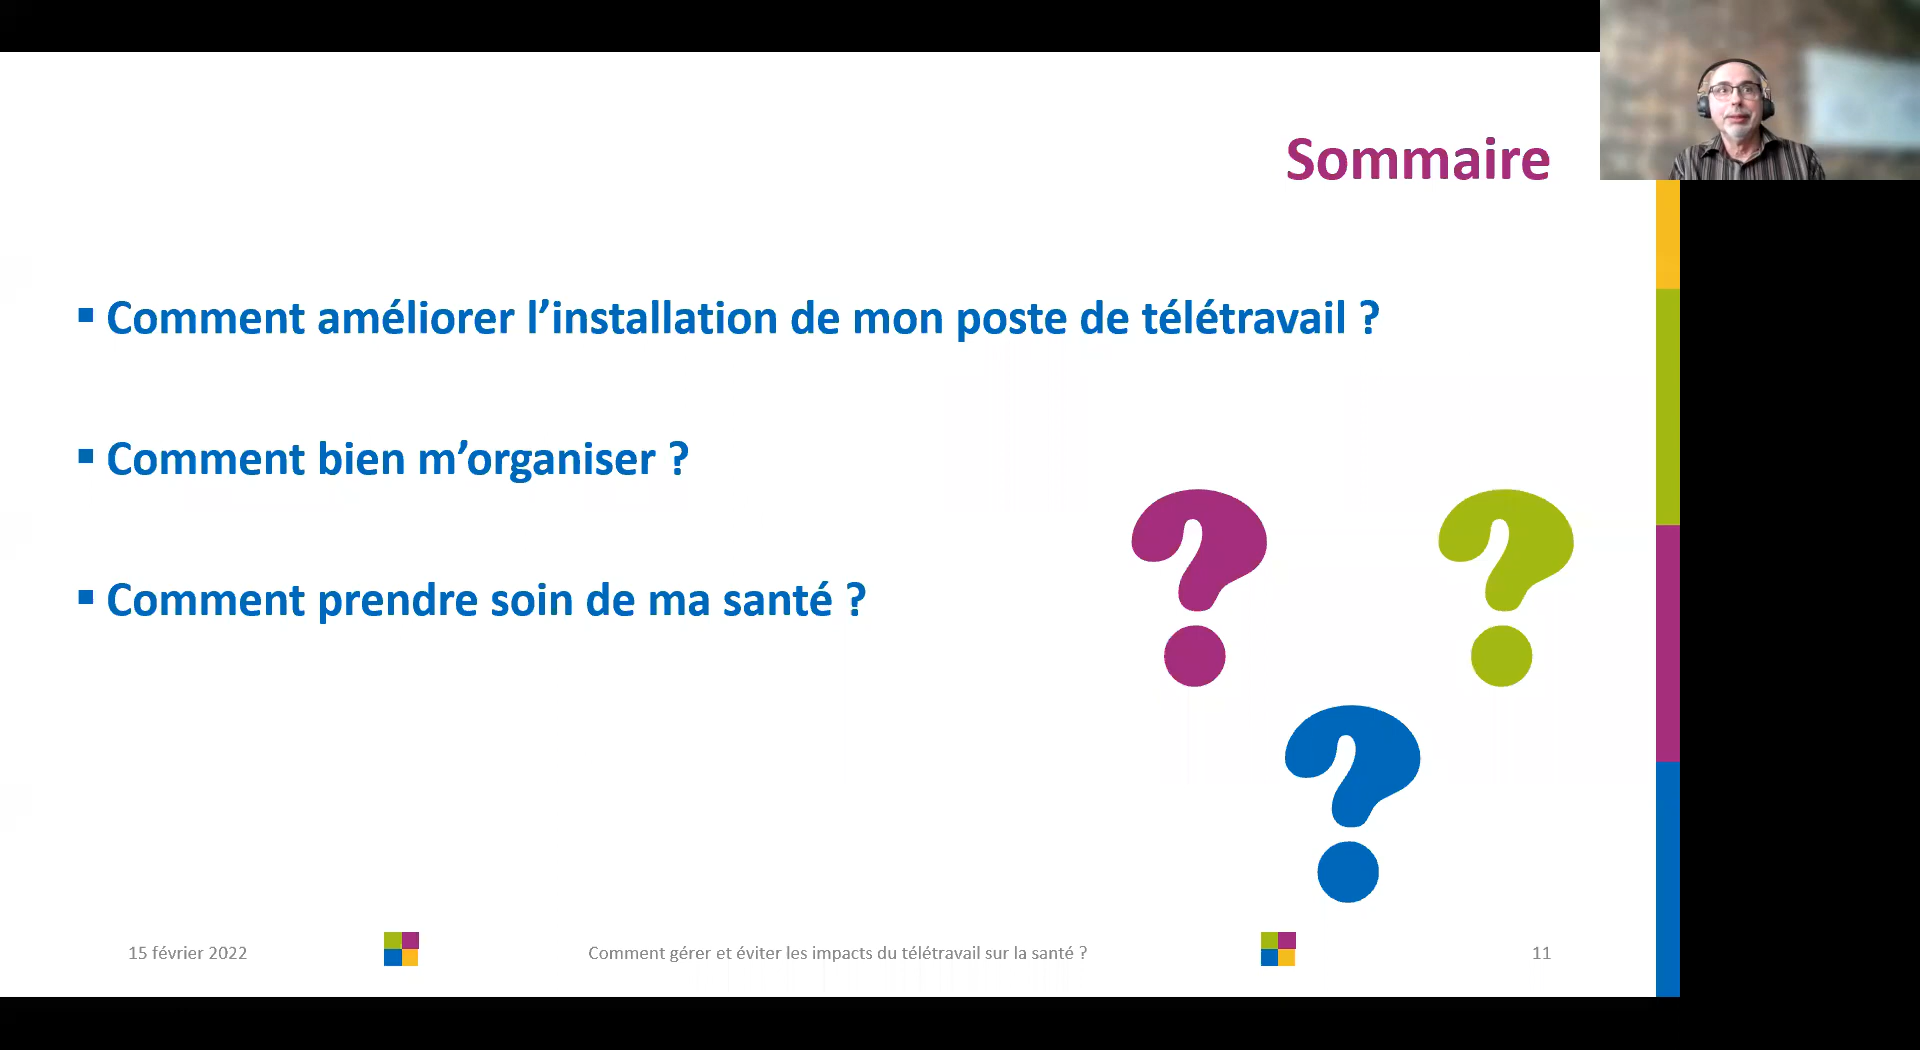 Sommaire
▪ Comment améliorer l’installation de mon poste de télétravail ?
▪ Comment bien m’organiser ?
▪ Comment prendre soin de ma santé ?
? ?
?
15 février 2022 Comment gérer et éviter les impacts du télétravail sur la santé ? 11